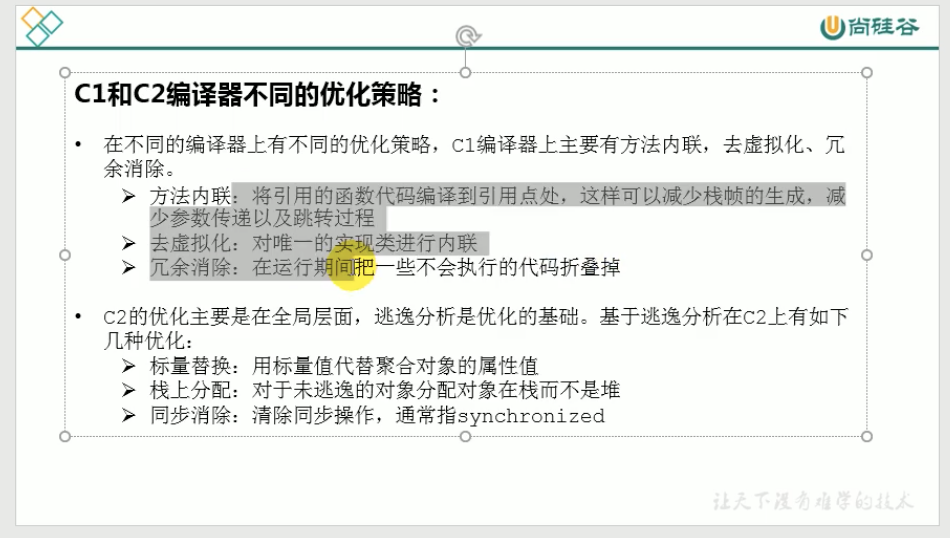 尚硅谷
C1和C2编译器不同的优化策略：
• 在不同的编译器上有不同的优化策略，C1编译器上主要有方法内联，去虚拟化、冗
余消除。
➢ 方法内联：将引用的函数代码编译到引用点处，这样可以减少栈帧的生成，减
少参数传递以及跳转过程
➢ 去虚拟化：对唯一的实现类进行内联
➢ 冗余消除：在运行期间把一些不会执行的代码折叠掉
• C2的优化主要是在全局层面，逃逸分析是优化的基础。基于逃逸分析在C2上有如下
几种优化：
➢ 标量替换：用标量值代替聚合对象的属性值
➢ 栈上分配：对于未逃逸的对象分配对象在栈而不是堆
➢ 同步消除：清除同步操作，通常指synchronized
让天下没有难学的技术